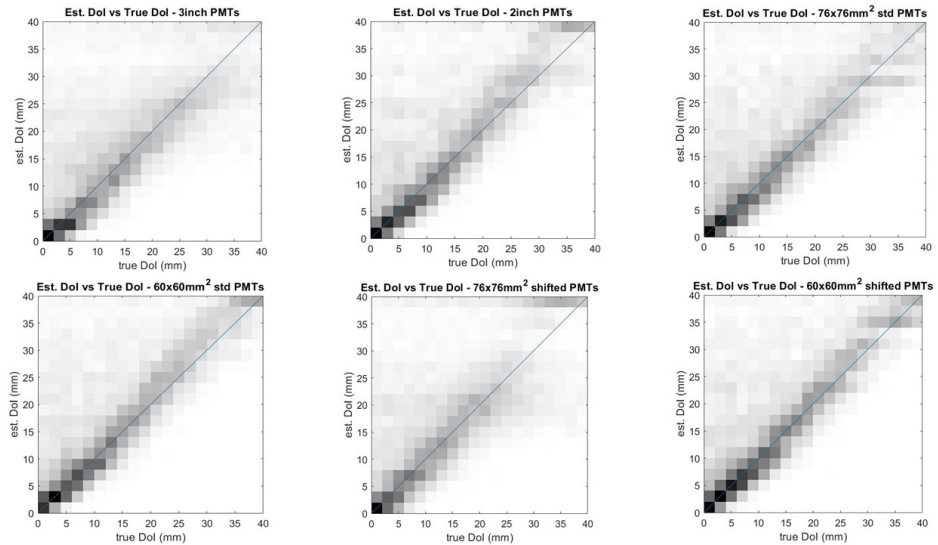 Est. DoI vs True DoI - 3inch PMTs
est. DoI (mm)
40
35
30
25
20
15
10
5
0
0 5 10 15 20 25 30 35 40
true DoI (mm)
Est. DoI vs True DoI - 2inch PMTs
est. DoI (mm)
40
35
30
25
20
15
10
5
0
0 5 10 15 20 25 30 35 40
true DoI (mm)
Est. DoI vs True DoI - 76x76mm² std PMTs
est. DoI (mm)
40
35
30
25
20
15
10
5
0
0 5 10 15 20 25 30 35 40
true DoI (mm)
Est. DoI vs True DoI - 60x60mm² std PMTs
est. DoI (mm)
40
35
30
25
20
15
10
5
0
0 5 10 15 20 25 30 35 40
true DoI (mm)
Est. DoI vs True DoI - 76x76mm² shifted PMTs
est. DoI (mm)
40
35
30
25
20
15
10
5
0
0 5 10 15 20 25 30 35 40
true DoI (mm)
Est. DoI vs True DoI - 60x60mm² shifted PMTs
est. DoI (mm)
40
35
30
25
20
15
10
5
0
0 5 10 15 20 25 30 35 40
true DoI (mm)